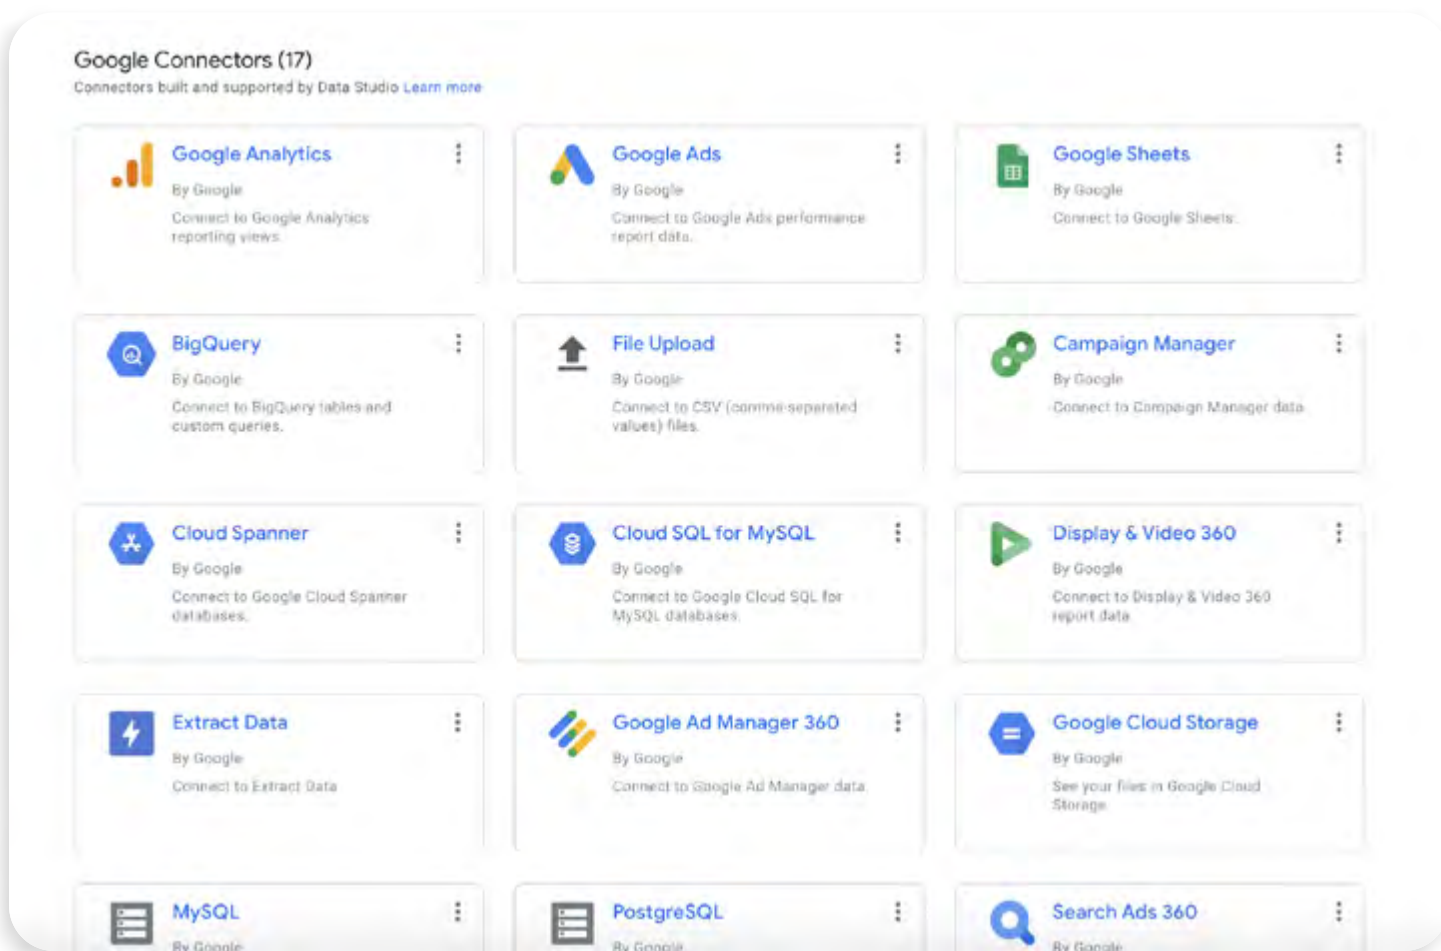 Google Connectors (17)
Connectors built and supported by Data Studio Learn more
Google Analytics
By Google
Connect to Google Analytics
reporting views.
Google Ads
By Google
Connect to Google Ads performance
report data.
Google Sheets
By Google
Connect to Google Sheets.
BigQuery
By Google
Connect to BigQuery tables and
custom queries.
File Upload
By Google
Connect to CSV (comma-separated
values) files.
Campaign Manager
By Google
Connect to Campaign Manager data.
Cloud Spanner
By Google
Connect to Google Cloud Spanner
databases.
Cloud SQL for MySQL
By Google
Connect to Google Cloud SQL for
MySQL databases.
Display & Video 360
By Google
Connect to Display & Video 360
report data.
Extract Data
By Google
Connect to Extract Data
Google Ad Manager 360
By Google
Connect to Google Ad Manager data.
Google Cloud Storage
By Google
See your files in Google Cloud
Storage.
MySQL
By Google
PostgreSQL
By Google
Search Ads 360
By Google